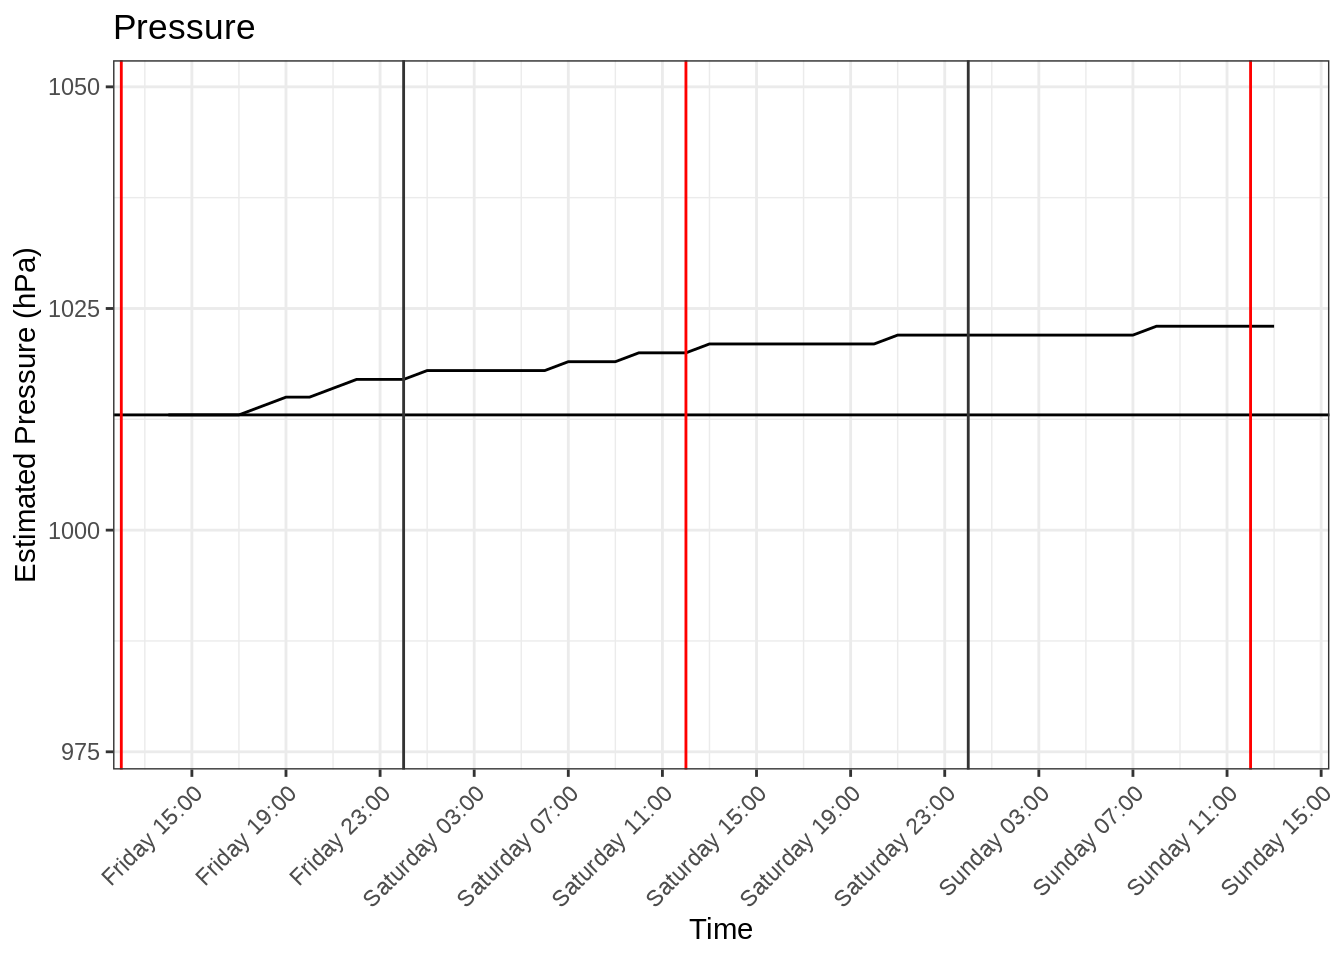 Pressure
Estimated Pressure (hPa)
1050
1025
1000
975
Friday 15:00
Friday 19:00
Friday 23:00
Saturday 03:00
Saturday 07:00
Saturday 11:00
Saturday 15:00
Saturday 19:00
Saturday 23:00
Sunday 03:00
Sunday 07:00
Sunday 11:00
Sunday 15:00
Time